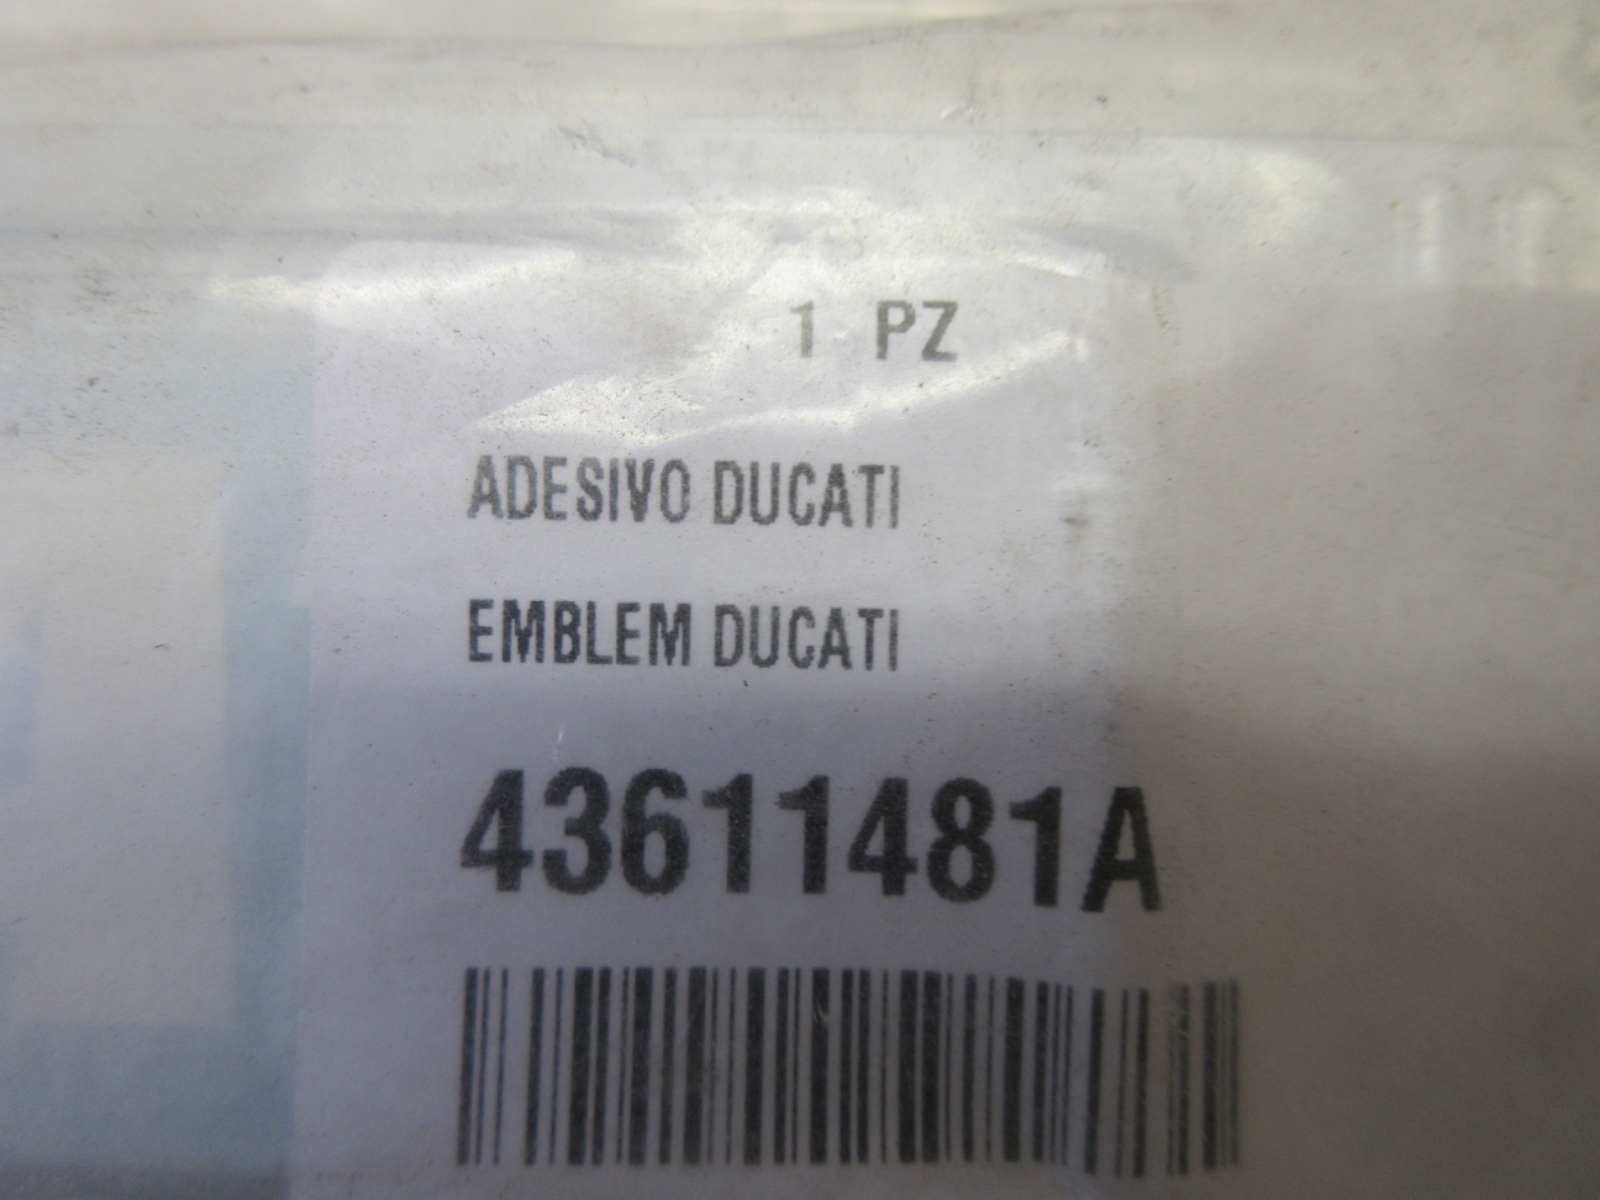 1 PZ
ADESIVO DUCATI
EMBLEM DUCATI
43611481A